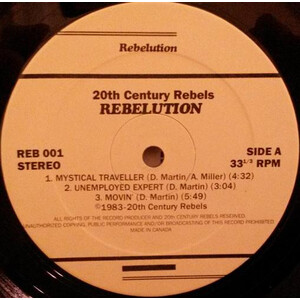 Rebelution
20th Century Rebels
REBELUTION
REB 001
STEREO
SIDE A
33 1/3 RPM
1. MYSTICAL TRAVELLER (D. Martin/A. Miller) (4:32)
2. UNEMPLOYED EXPERT (D. Martin) (3:04)
3. MOVIN' (D. Martin) (5:49)
©1983-20th Century Rebels
ALL RIGHTS OF THE RECORD PRODUCER AND 20TH CENTURY REBELS RESERVED.
UNAUTHORIZED COPYING, PUBLIC PERFORMANCE AND/OR BROADCASTING OF THIS RECORD PROHIBITED.
MADE IN CANADA
Rebelution